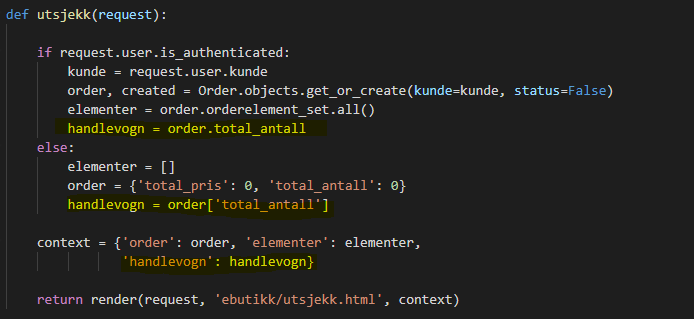 def utsjekk(request):
if request.user.is_authenticated:
kunde = request.user.kunde
order, created = Order.objects.get_or_create(kunde=kunde, status=False)
elementer = order.orderelement_set.all()
handlevogn = order.total_antall
else:
elementer = []
order = {'total_pris': 0, 'total_antall': 0}
handlevogn = order['total_antall']
context = {'order': order, 'elementer': elementer,
'handlevogn': handlevogn}
return render(request, 'ebutikk/utsjekk.html', context)